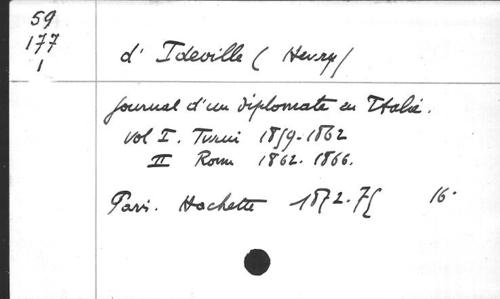 59
177
1
d'Ideville (Henry)
Journal d'un diplomate en Italie.
vol I. Turin 1859-1862
II Rome 1862. 1866.
Paris. Hachette 1872.75 16.